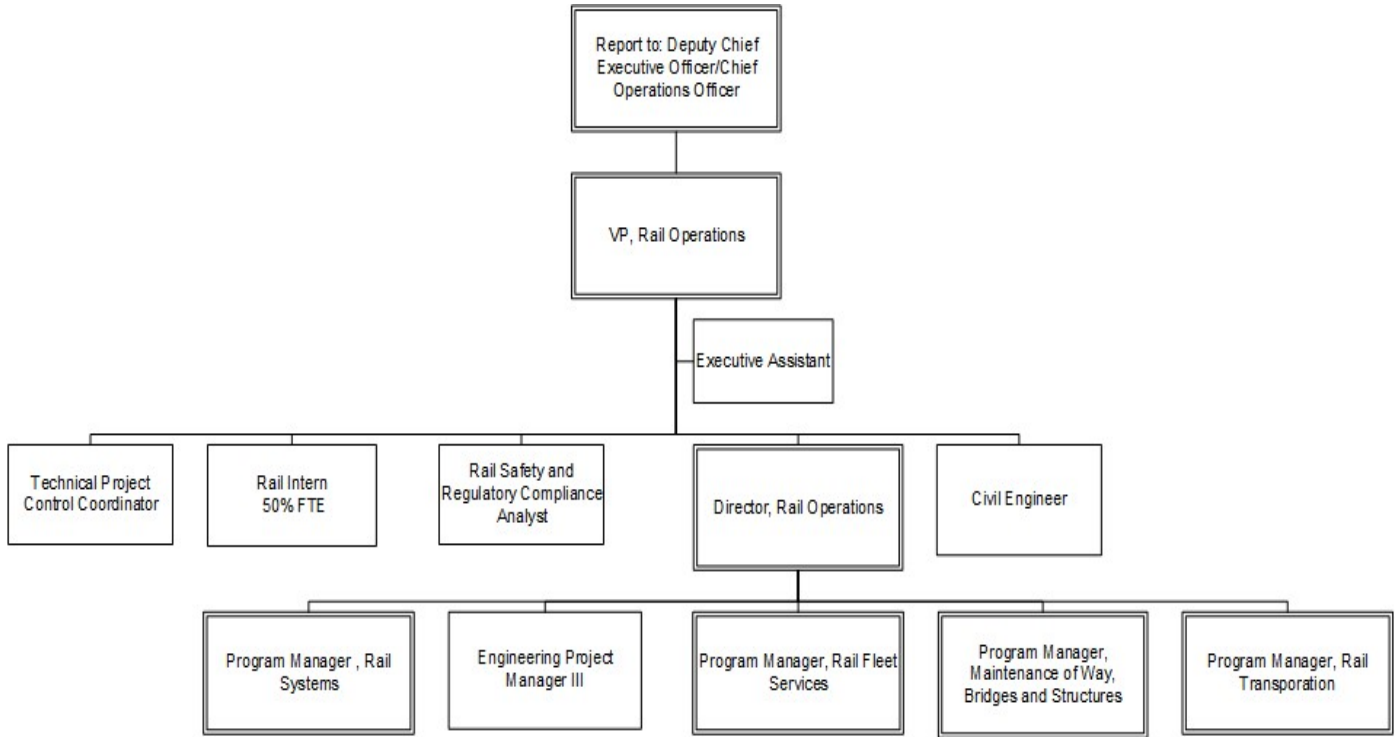 Report to: Deputy Chief
Executive Officer/Chief
Operations Officer
VP, Rail Operations
Executive Assistant
Technical Project
Control Coordinator
Rail Intern
50% FTE
Rail Safety and
Regulatory Compliance
Analyst
Director, Rail Operations
Civil Engineer
Program Manager , Rail
Systems
Engineering Project
Manager III
Program Manager, Rail Fleet
Services
Program Manager,
Maintenance of Way,
Bridges and Structures
Program Manager, Rail
Transporation